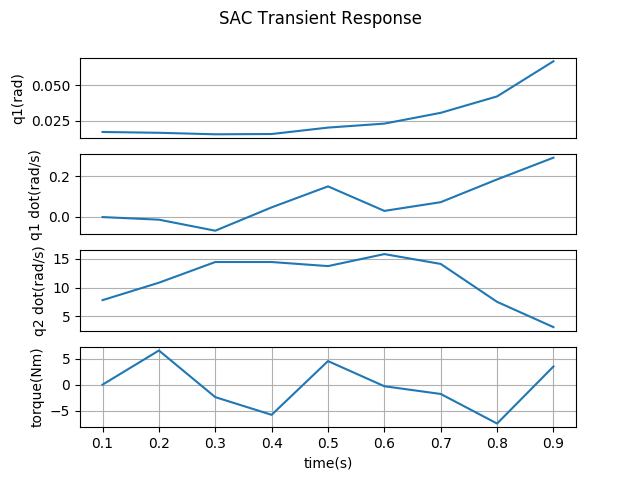 SAC Transient Response
q1(rad)
0.050
0.025
q1 dot(rad/s)
0.2
0.0
q2 dot(rad/s)
15
10
5
torque(Nm)
5
0
−5
0.1 0.2 0.3 0.4 0.5 0.6 0.7 0.8 0.9
time(s)